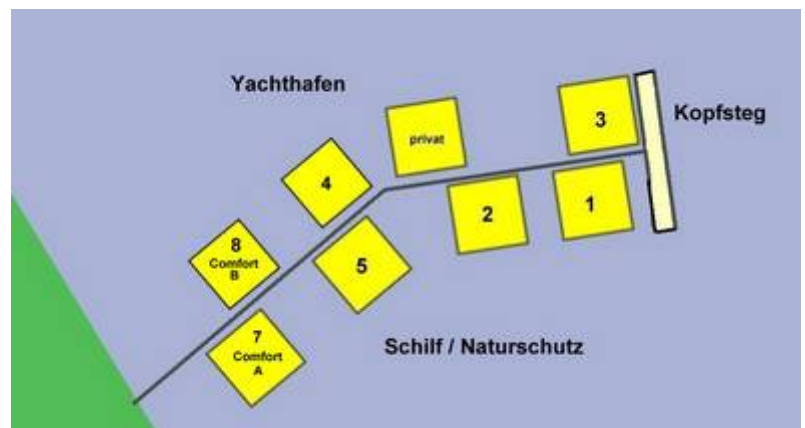 Yachthafen
Kopfsteg
3
privat
4
2
1
8
Comfort
B
5
7
Comfort
A
Schilf / Naturschutz